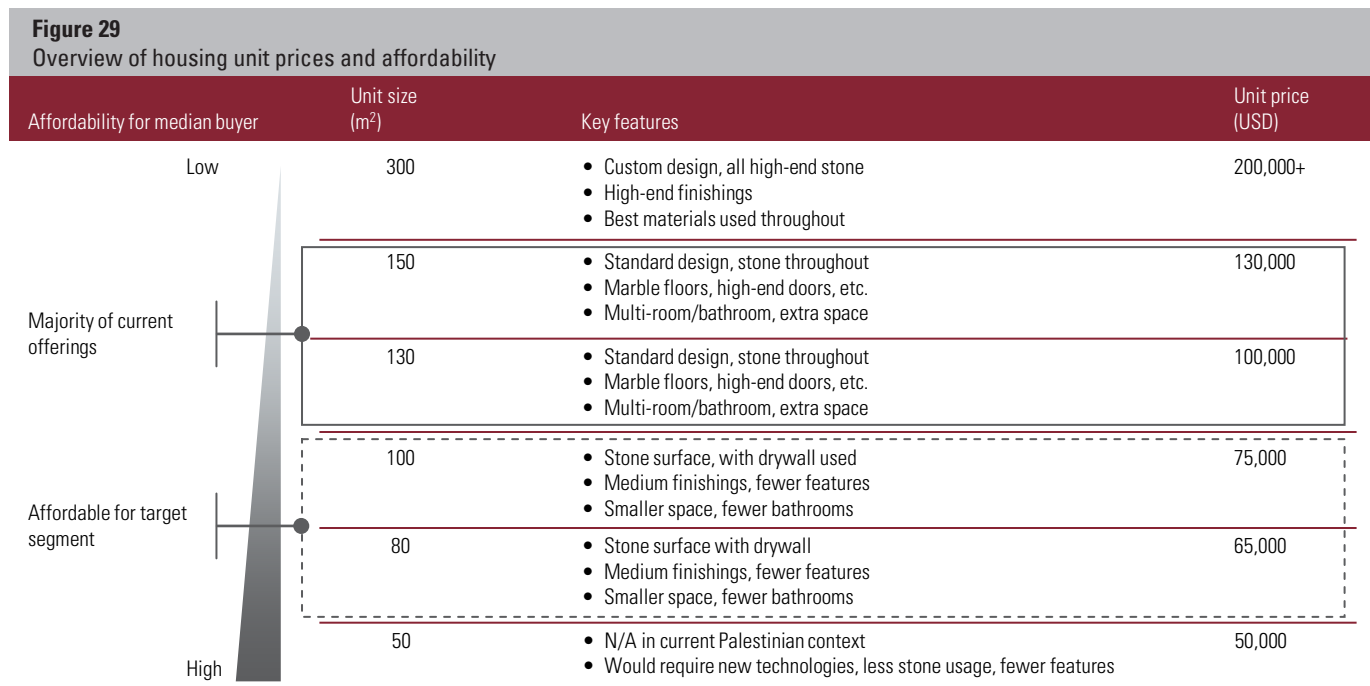 Figure 29
Overview of housing unit prices and affordability
Affordability for median buyer
Unit size
(m²)
Key features
Unit price
(USD)
Low
300
• Custom design, all high-end stone
• High-end finishings
• Best materials used throughout
200,000+
Majority of current
offerings
150
• Standard design, stone throughout
• Marble floors, high-end doors, etc.
• Multi-room/bathroom, extra space
130,000
130
• Standard design, stone throughout
• Marble floors, high-end doors, etc.
• Multi-room/bathroom, extra space
100,000
Affordable for target
segment
100
• Stone surface, with drywall used
• Medium finishings, fewer features
• Smaller space, fewer bathrooms
75,000
80
• Stone surface with drywall
• Medium finishings, fewer features
• Smaller space, fewer bathrooms
65,000
High
50
• N/A in current Palestinian context
• Would require new technologies, less stone usage, fewer features
50,000